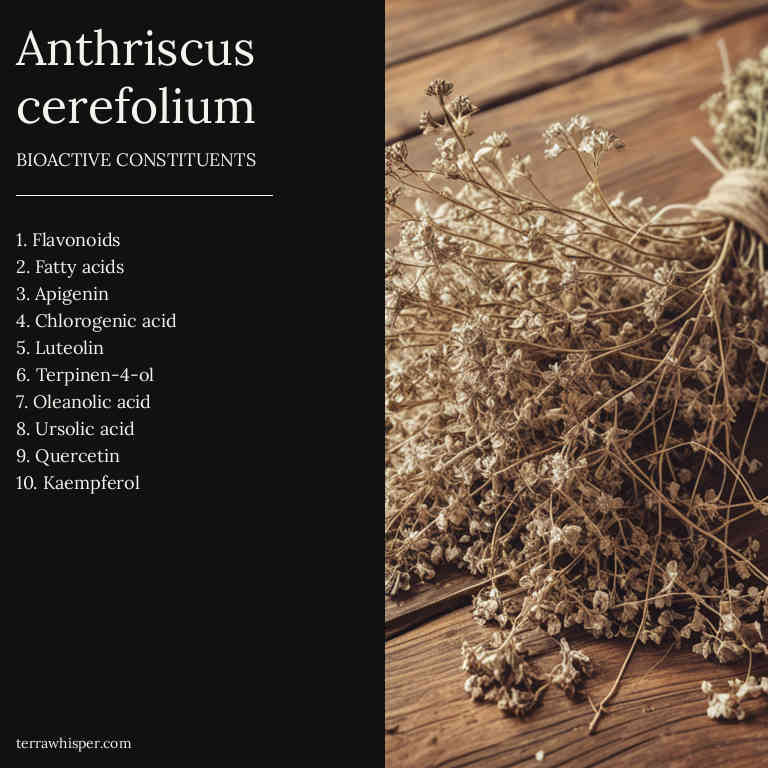 Anthriscus
cerefolium
BIOACTIVE CONSTITUENTS
1. Flavonoids
2. Fatty acids
3. Apigenin
4. Chlorogenic acid
5. Luteolin
6. Terpinen-4-ol
7. Oleanolic acid
8. Ursolic acid
9. Quercetin
10. Kaempferol
terrawhisper.com